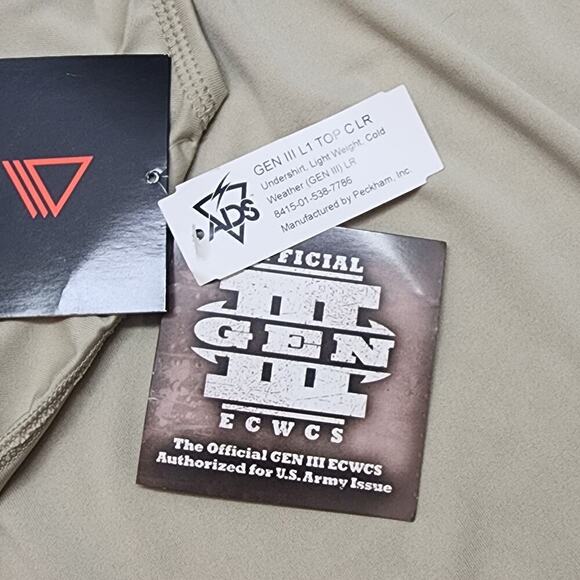 GEN III L1 TOP C LR
Undershirt, Light Weight, Cold
Weather (GEN III) LR
8415-01-538-7786
Manufactured by Peckham, Inc.
ADS
OFFICIAL
III
GEN
III
ECWCS
The Official GEN III ECWCS
Authorized for U.S. Army Issue